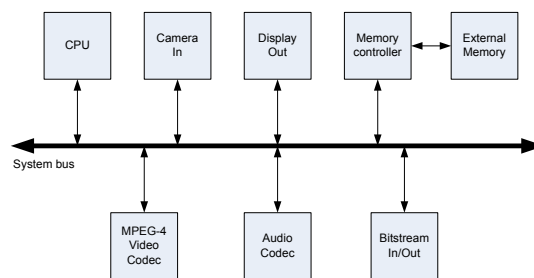 CPU
Camera
In
Display
Out
Memory
controller
External
Memory
System bus
MPEG-4
Video
Codec
Audio
Codec
Bitstream
In/Out